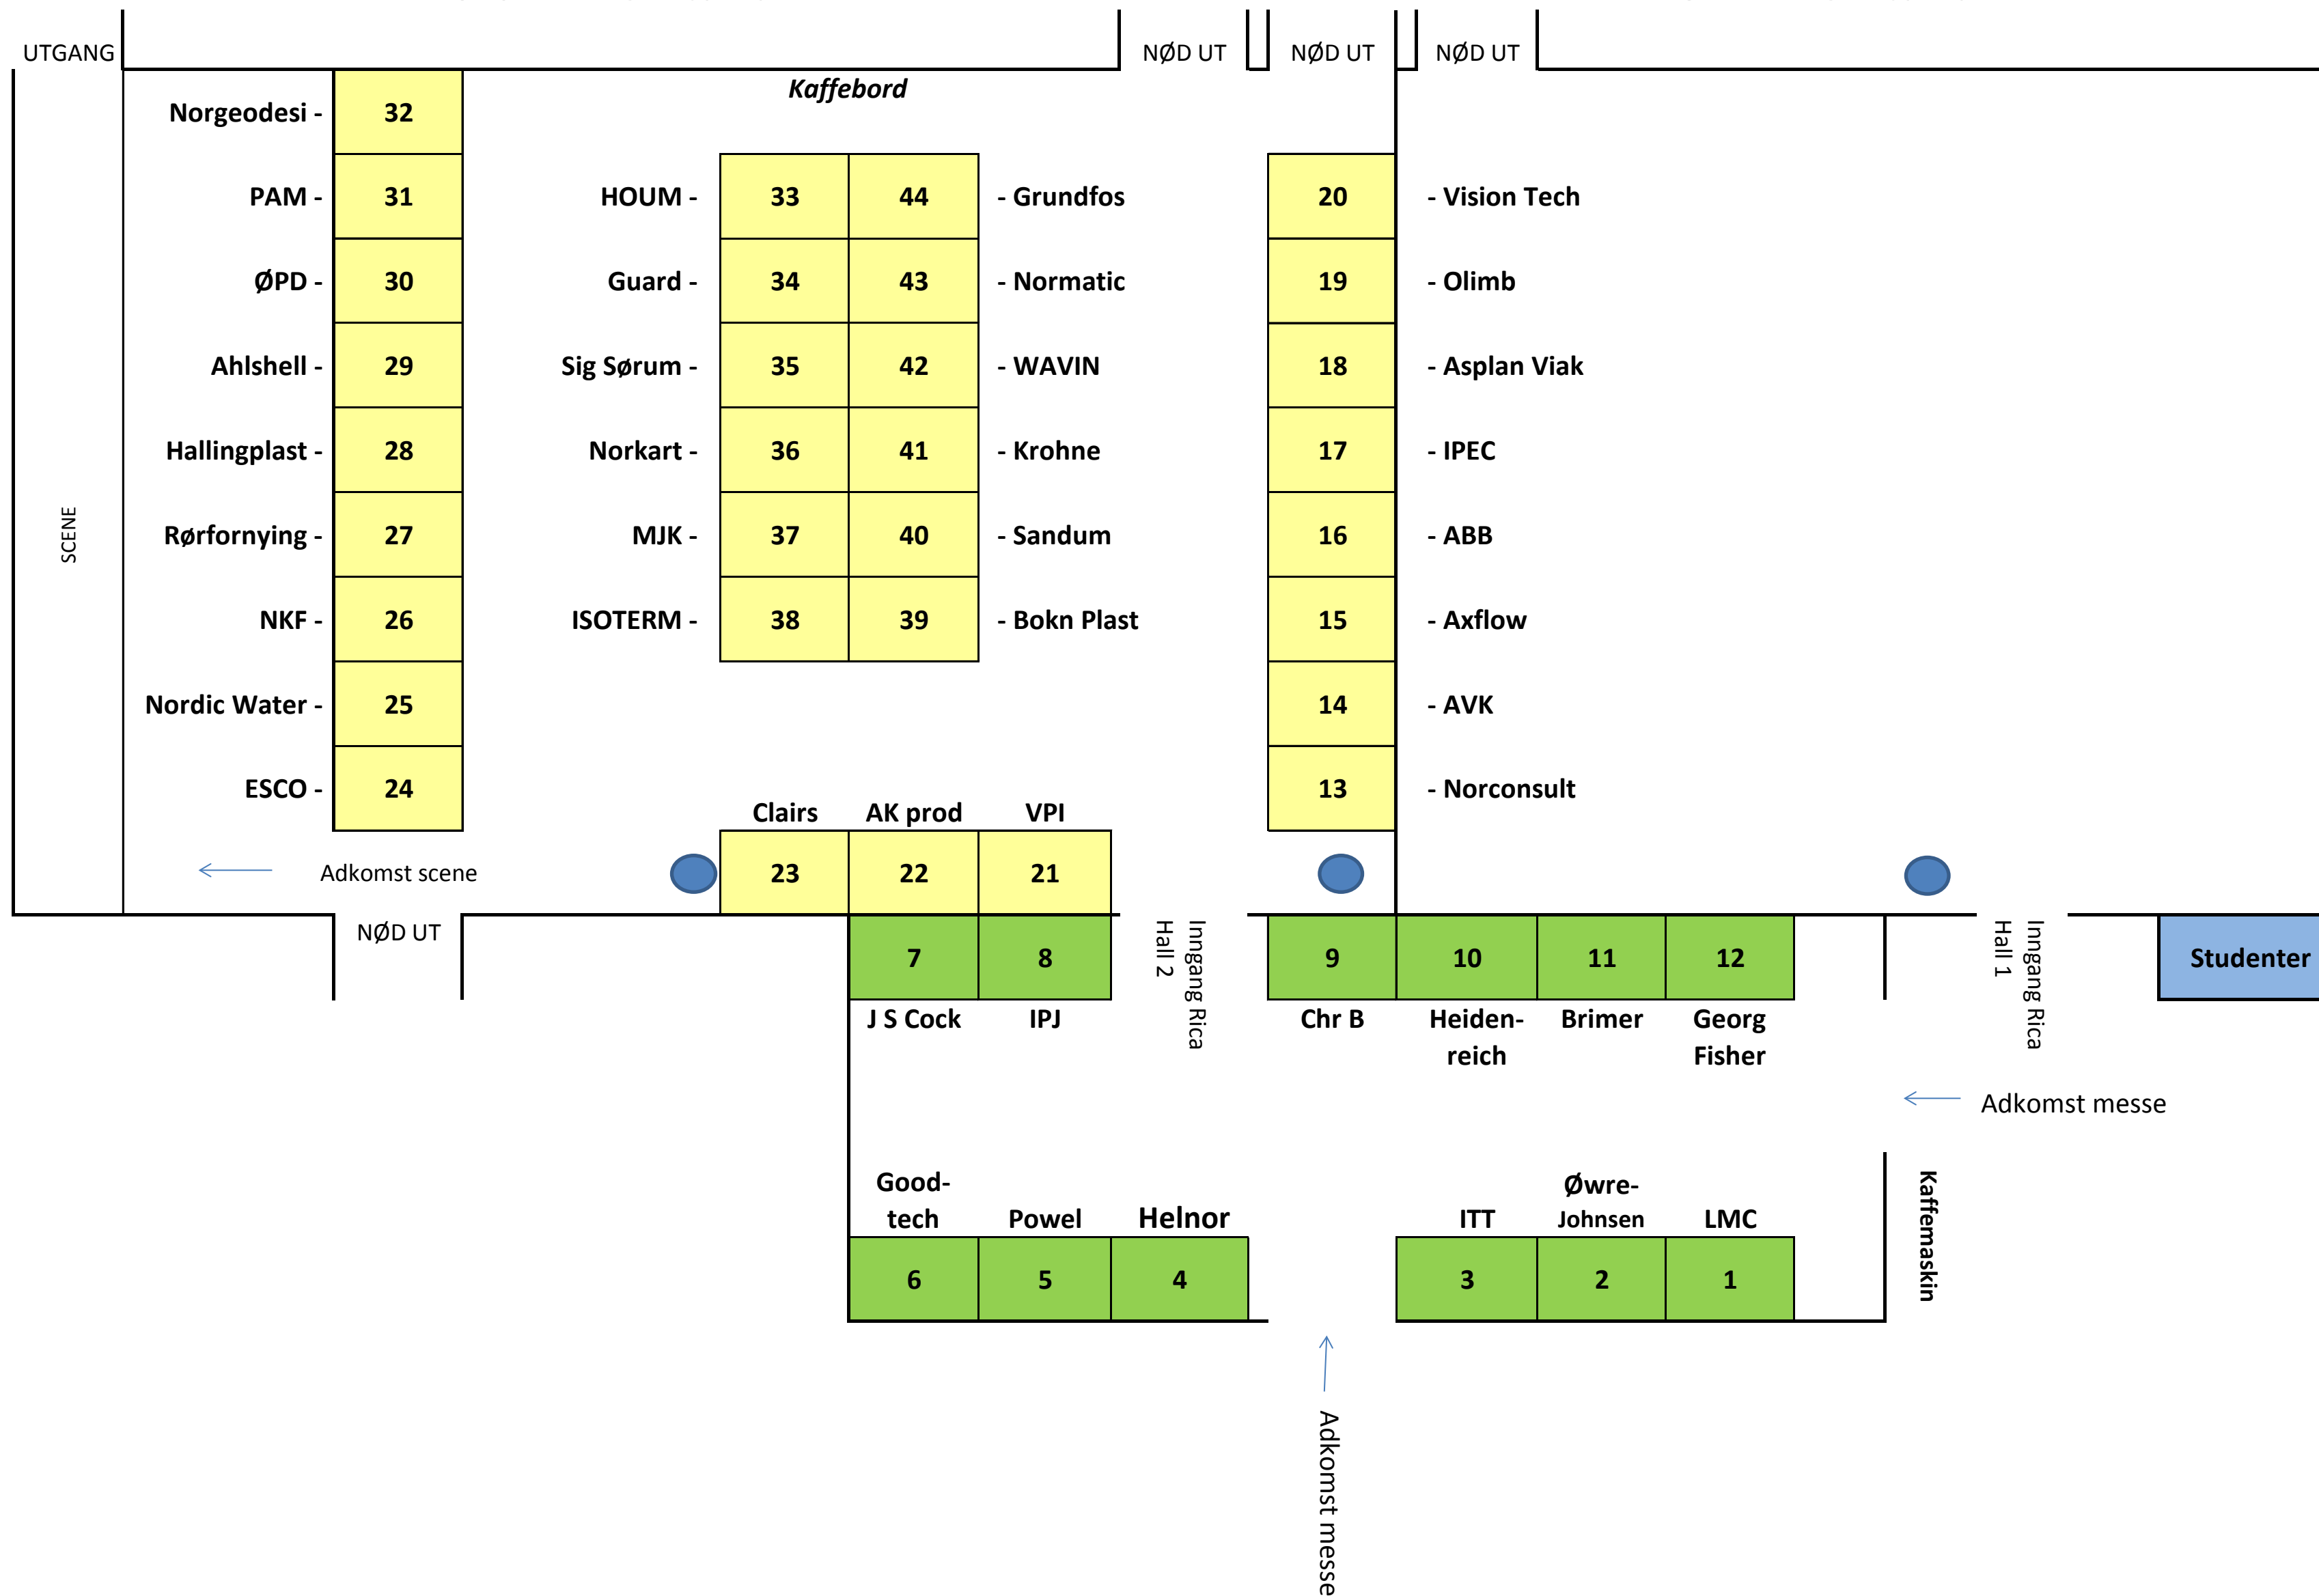 UTGANG
NØD UT
NØD UT
NØD UT
Kaffebord
Norgeodesi -
32
PAM -
31
HOUM -
33
44
- Grundfos
20
- Vision Tech
ØPD -
30
Guard -
34
43
- Normatic
19
- Olimb
Ahlshell -
29
Sig Sørum -
35
42
- WAVIN
18
- Asplan Viak
Hallingplast -
28
Norkart -
36
41
- Krohne
17
- IPEC
SCENE
Rørfornying -
27
MJK -
37
40
- Sandum
16
- ABB
NKF -
26
ISOTERM -
38
39
- Bokn Plast
15
- Axflow
Nordic Water -
25
14
- AVK
ESCO -
24
13
- Norconsult
Clairs
AK prod
VPI
Adkomst scene
23
22
21
NØD UT
7
8
Inngang Rica
Hall 2
9
10
11
12
Inngang Rica
Hall 1
Studenter
J S Cock
IPJ
Chr B
Heiden-
reich
Brimer
Georg
Fisher
Adkomst messe
Good-
tech
Powel
Helnor
ITT
Øwre-
Johnsen
LMC
Kaffemaskin
6
5
4
3
2
1
Adkomst messe